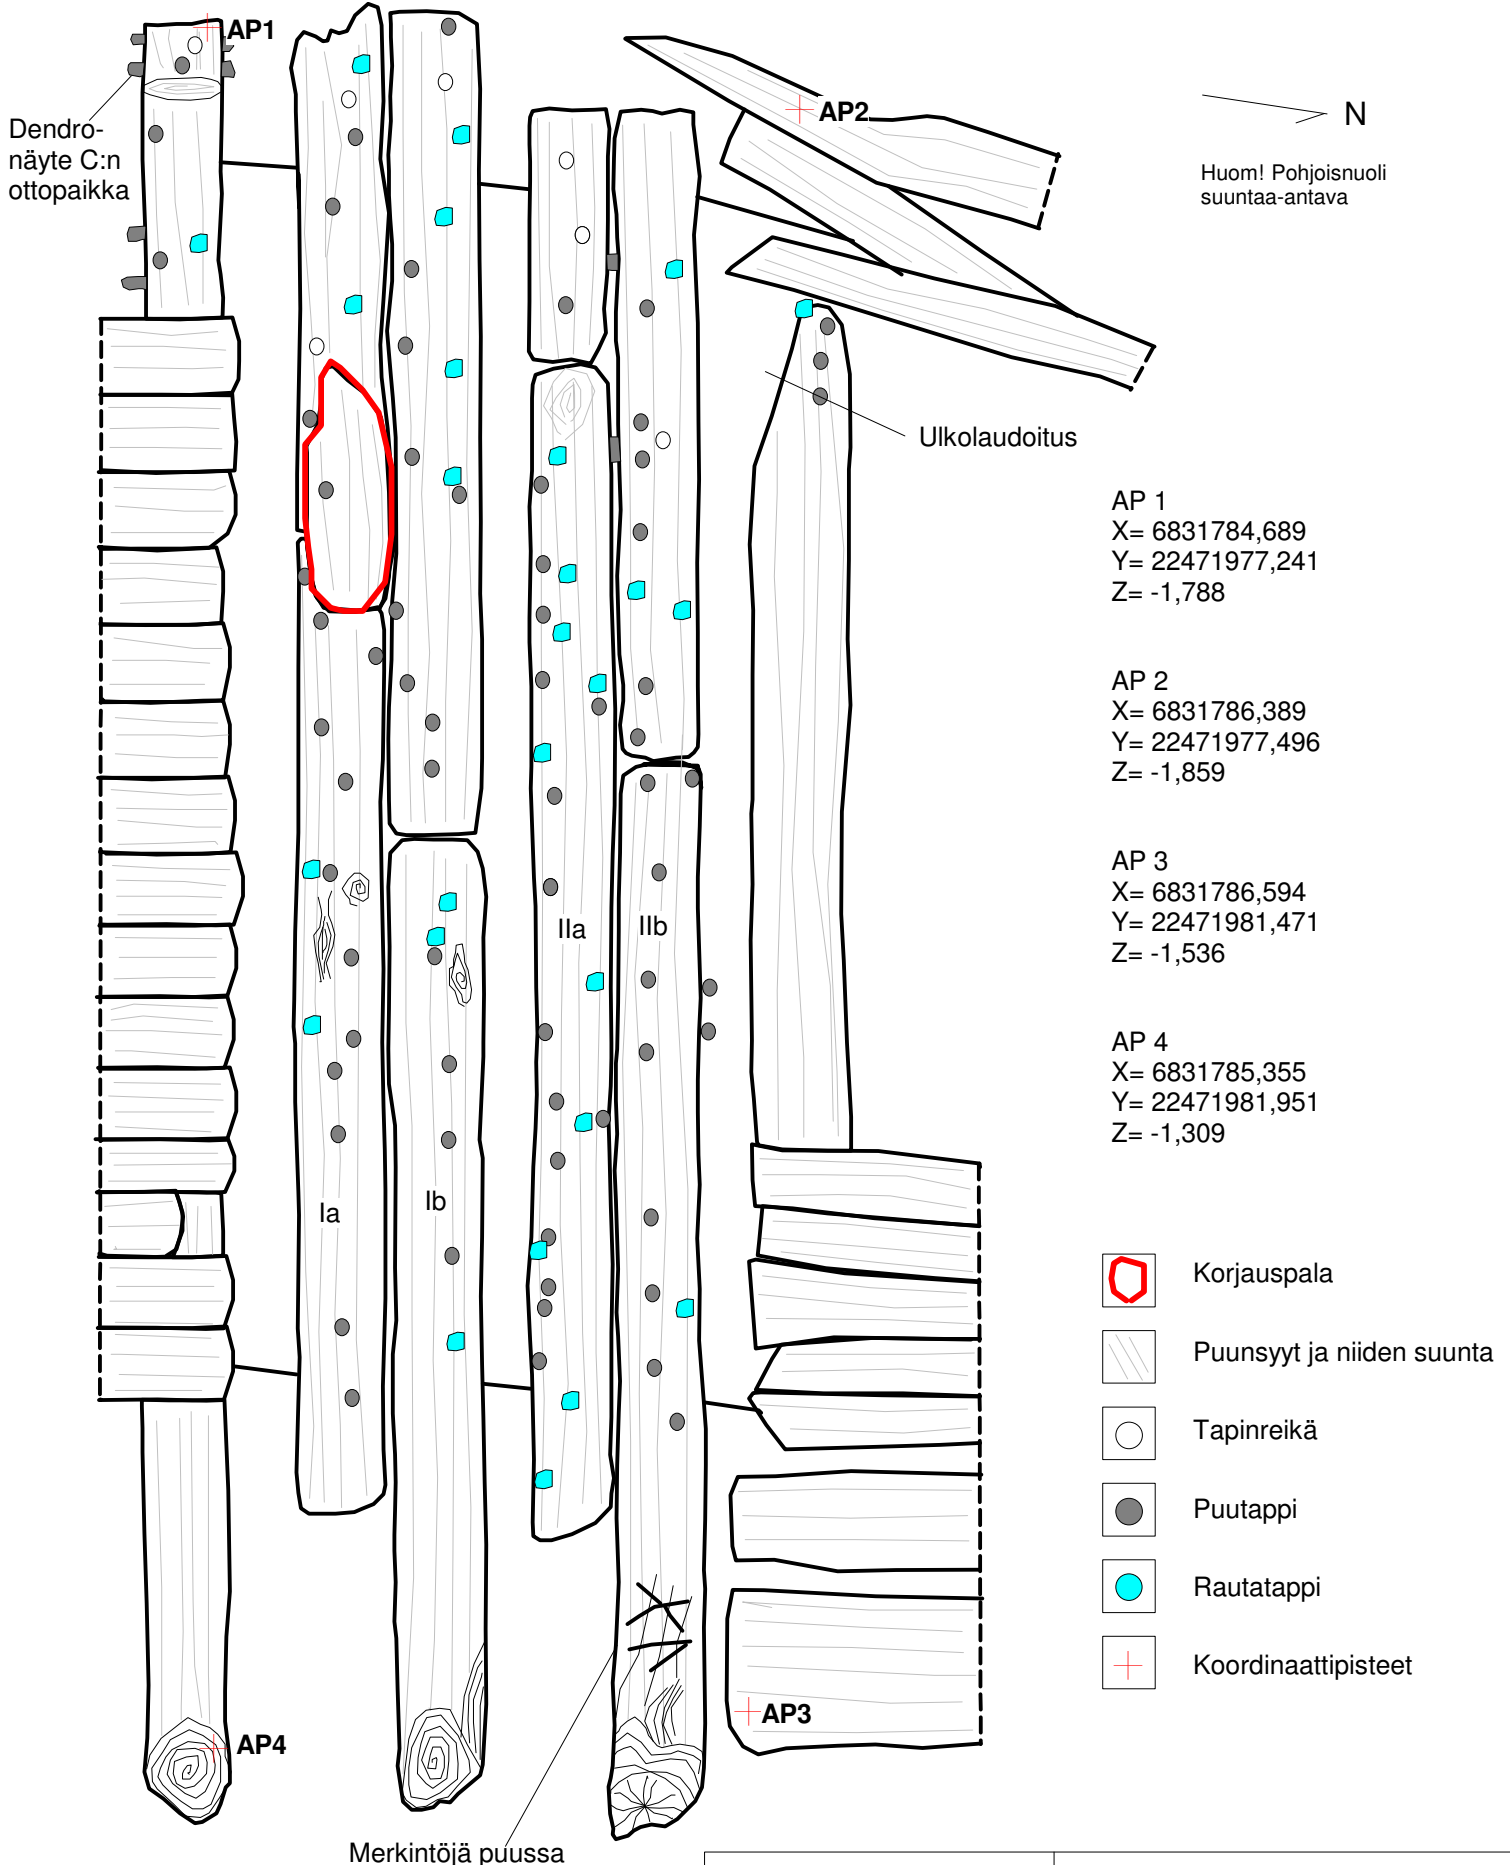 AP1
Dendro-
näyte C:n
ottopaikka
AP2
N
Huom! Pohjoisnuoli
suuntaa-antava
Ulkolaudoitus
AP 1
X= 6831784,689
Y= 22471977,241
Z= -1,788
AP 2
X= 6831786,389
Y= 22471977,496
Z= -1,859
AP 3
X= 6831786,594
Y= 22471981,471
Z= -1,536
AP 4
X= 6831785,355
Y= 22471981,951
Z= -1,309
IIa
IIb
Ia
Ib
Korjauspala
Puunsyyt ja niiden suunta
Tapinreikä
Puutappi
Rautatappi
Koordinaattipisteet
AP3
AP4
Merkintöjä puussa